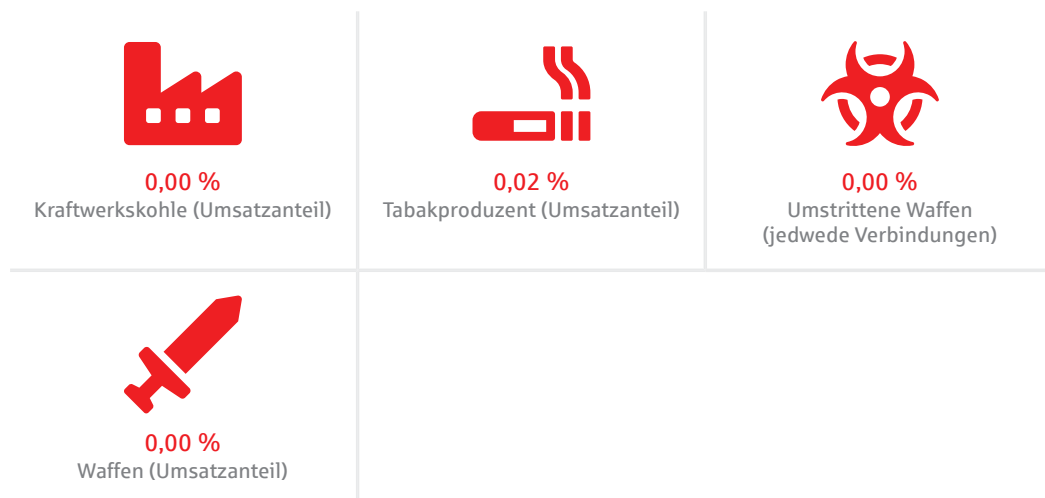 0,00 %
Kraftwerkskohle (Umsatzanteil)
0,02 %
Tabakproduzent (Umsatzanteil)
0,00 %
Umstrittene Waffen
(jedwede Verbindungen)
0,00 %
Waffen (Umsatzanteil)